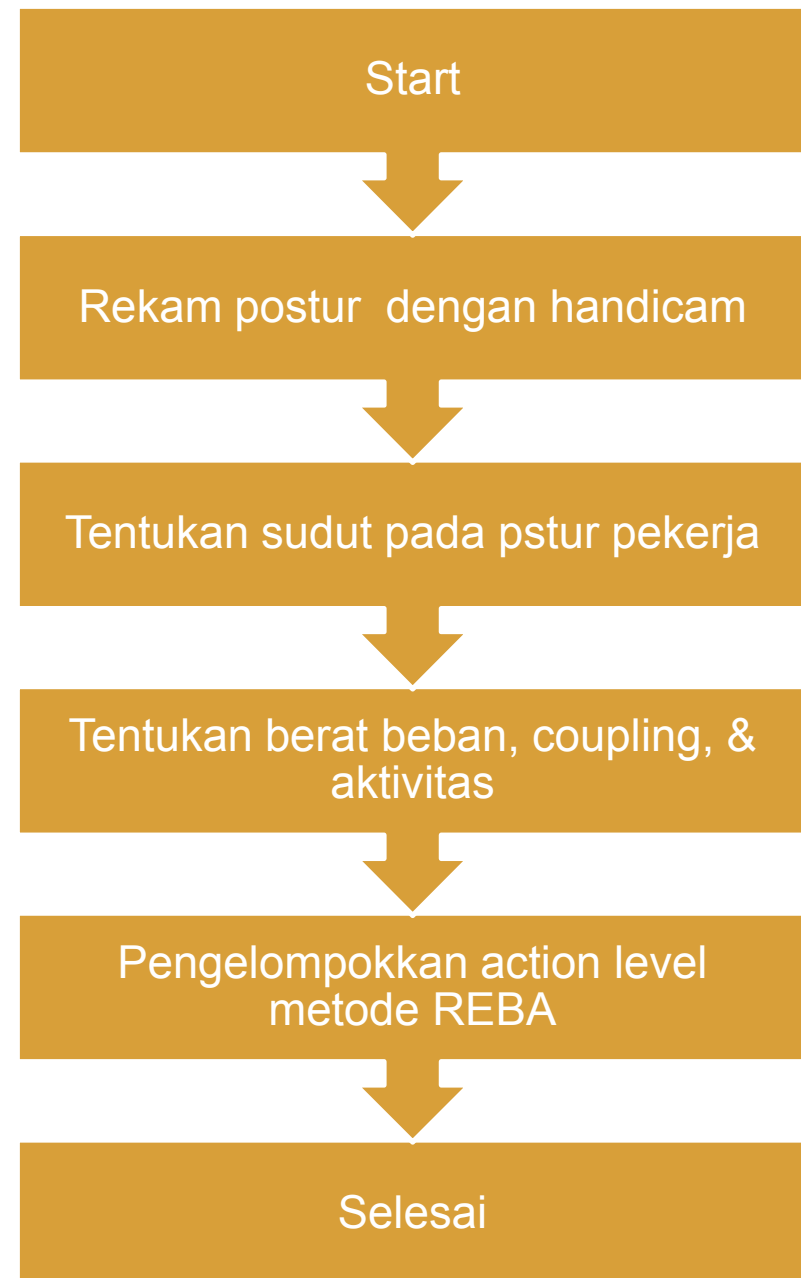 Start
Rekam postur  dengan handicam
Tentukan sudut pada pstur pekerja
Tentukan berat beban, coupling, &
aktivitas
Pengelompokkan action level
metode REBA
Selesai